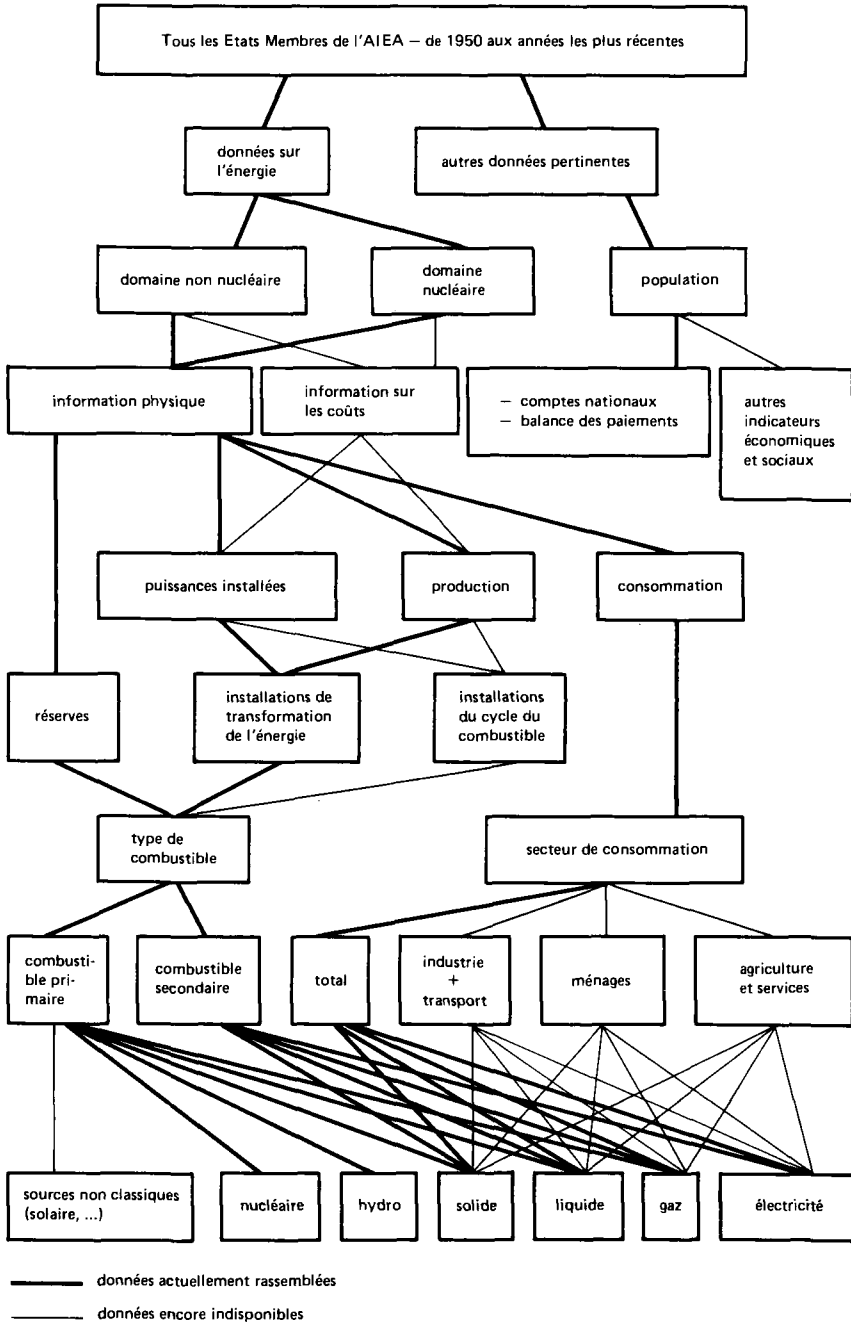 Tous les Etats Membres de l'AIEA – de 1950 aux années les plus récentes
données sur
l'énergie
autres données pertinentes
domaine non nucléaire
domaine
nucléaire
population
information physique
information sur
les coûts
– comptes nationaux
– balance des paiements
autres
indicateurs
économiques
et sociaux
puissances installées
production
consommation
réserves
installations de
transformation
de l'énergie
installations
du cycle du
combustible
type de
combustible
secteur de consommation
combusti-
ble pri-
maire
combustible
secondaire
total
industrie
+
transport
ménages
agriculture
et services
sources non classiques
(solaire, ...)
nucléaire
hydro
solide
liquide
gaz
électricité
données actuellement rassemblées
données encore indisponibles